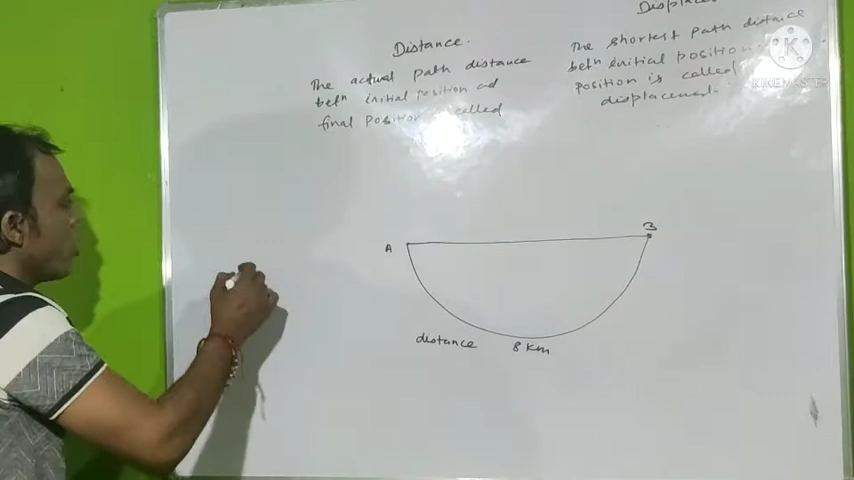 Distance.
The actual path distance
betⁿ initial position ad
final position called
Displace
The shortest path distance
betⁿ initial position
position is called
displacement.
K
KINEMASTER
A
B
distance 8 km